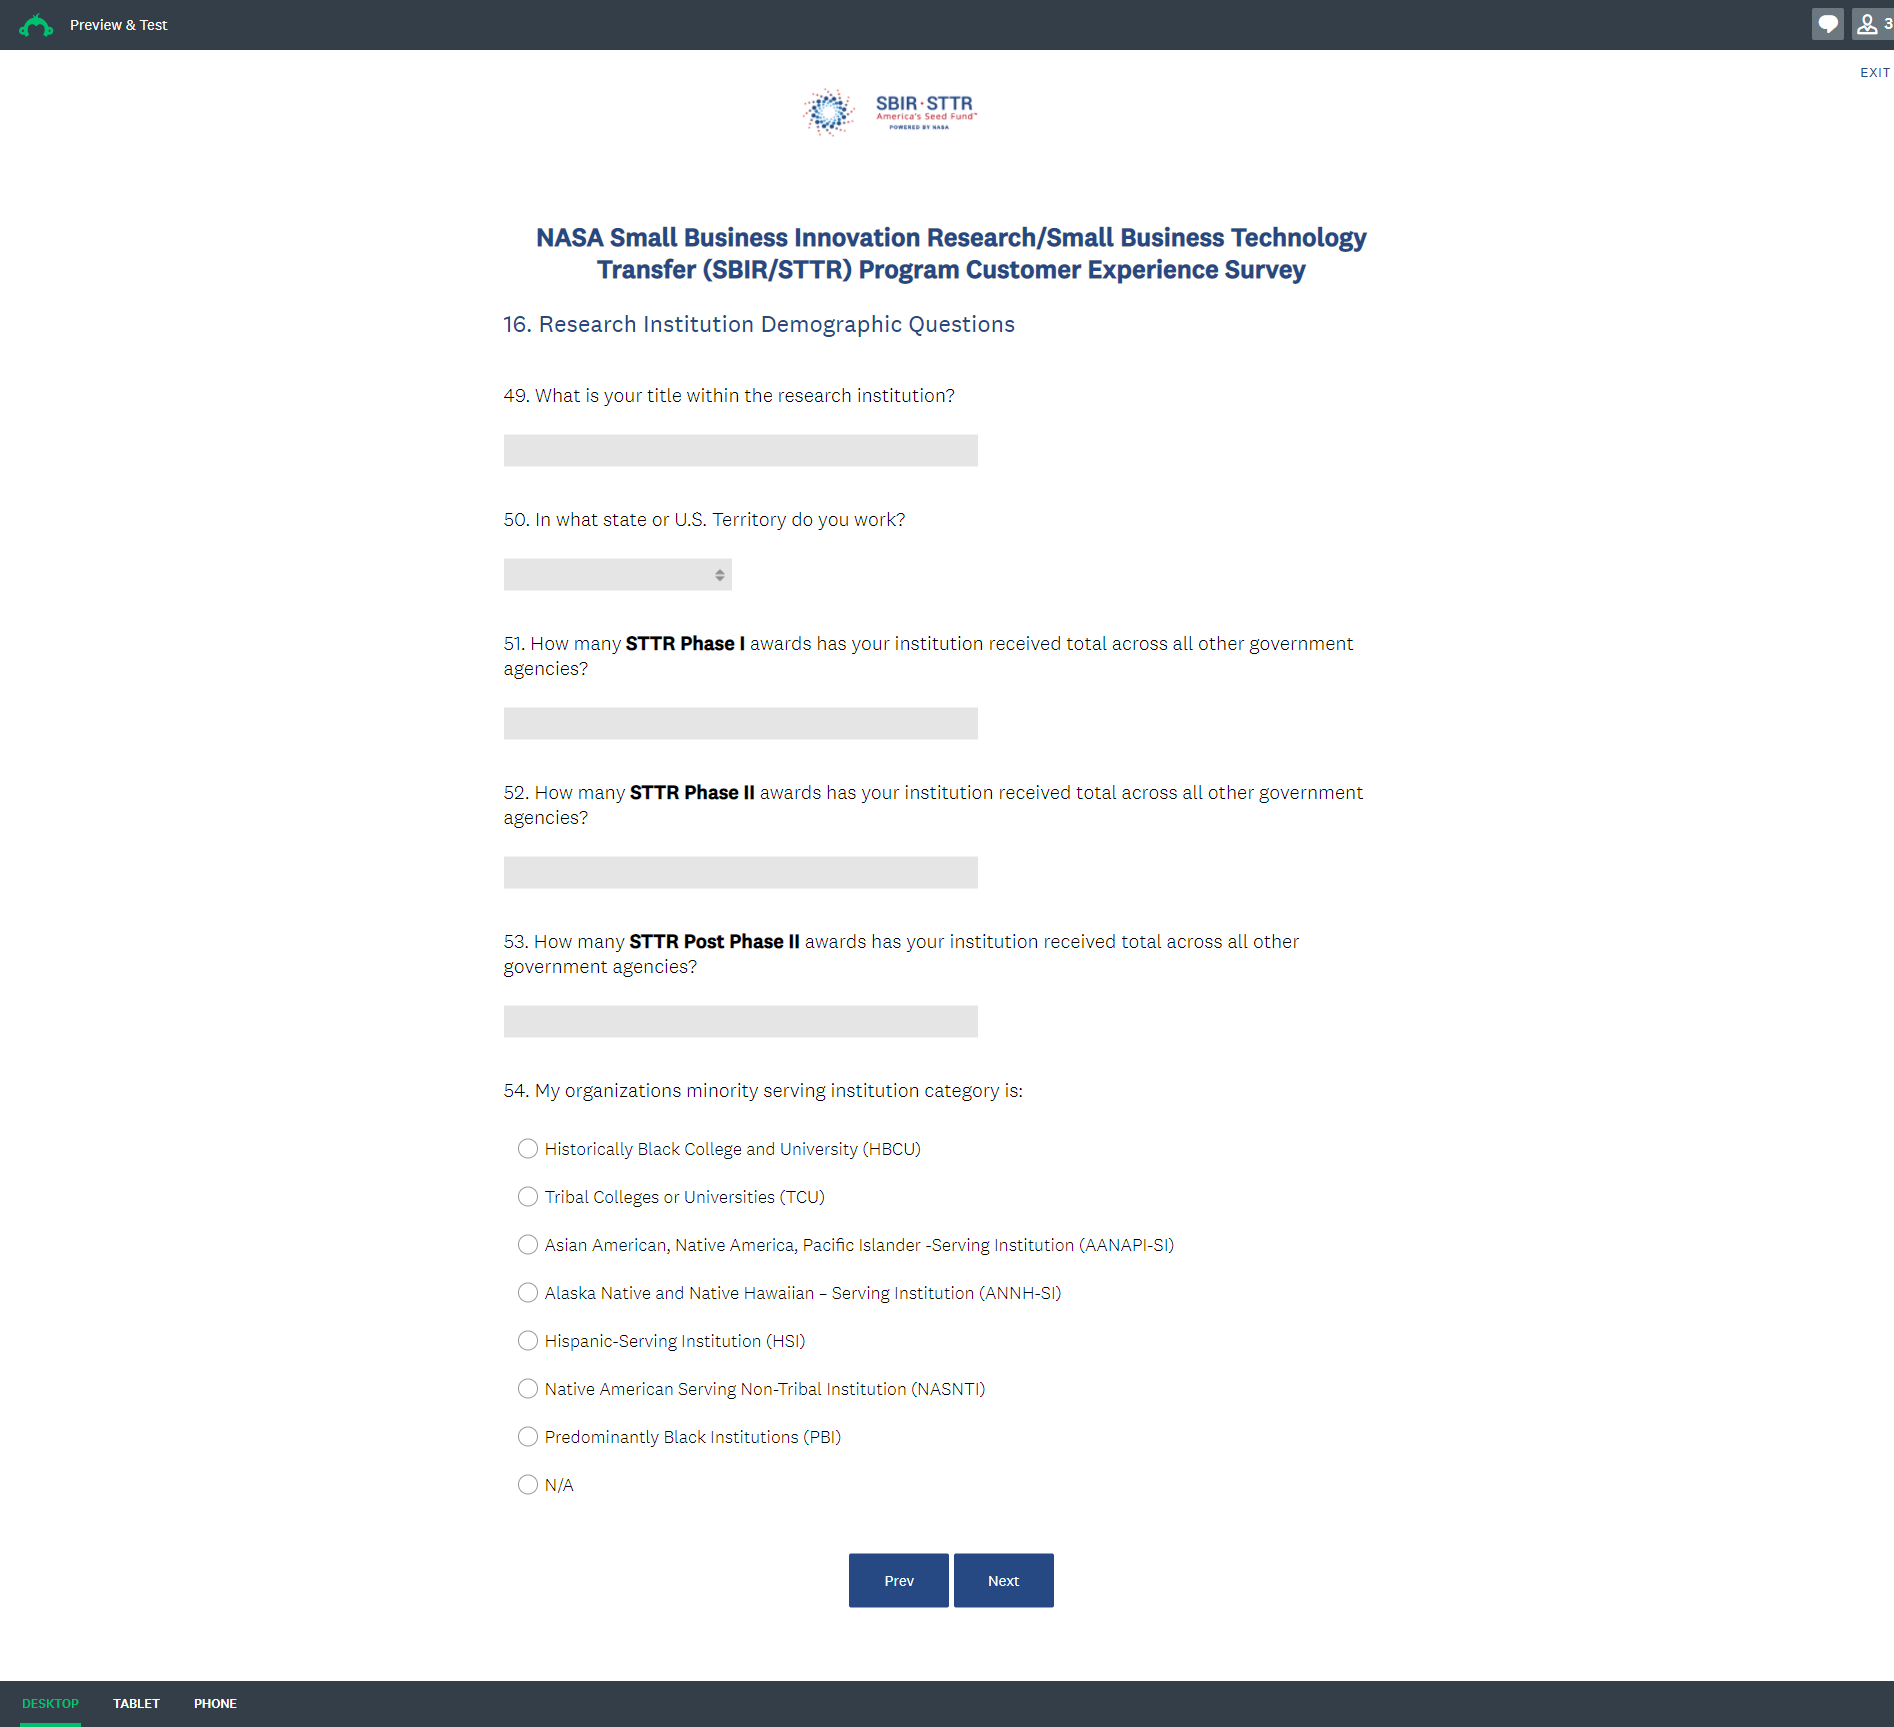 Preview & Test
3
EXIT
SBIR·STTR
America's Seed Fund™
POWERED BY NASA
NASA Small Business Innovation Research/Small Business Technology
Transfer (SBIR/STTR) Program Customer Experience Survey
16. Research Institution Demographic Questions
49. What is your title within the research institution?
50. In what state or U.S. Territory do you work?
51. How many STTR Phase I awards has your institution received total across all other government
agencies?
52. How many STTR Phase II awards has your institution received total across all other government
agencies?
53. How many STTR Post Phase II awards has your institution received total across all other
government agencies?
54. My organizations minority serving institution category is:
Historically Black College and University (HBCU)
Tribal Colleges or Universities (TCU)
Asian American, Native America, Pacific Islander -Serving Institution (AANAPI-SI)
Alaska Native and Native Hawaiian – Serving Institution (ANNH-SI)
Hispanic-Serving Institution (HSI)
Native American Serving Non-Tribal Institution (NASNTI)
Predominantly Black Institutions (PBI)
N/A
Prev Next
DESKTOP TABLET PHONE